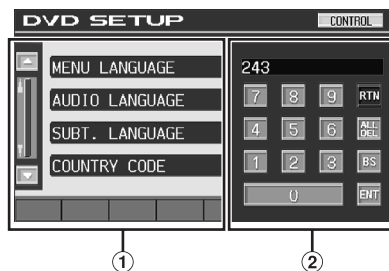 DVD SETUP
CONTROL
MENU LANGUAGE
AUDIO LANGUAGE
SUBT. LANGUAGE
COUNTRY CODE
243
7 8 9 RTN
4 5 6 ALL DEL
1 2 3 BS
0 ENT
1 2